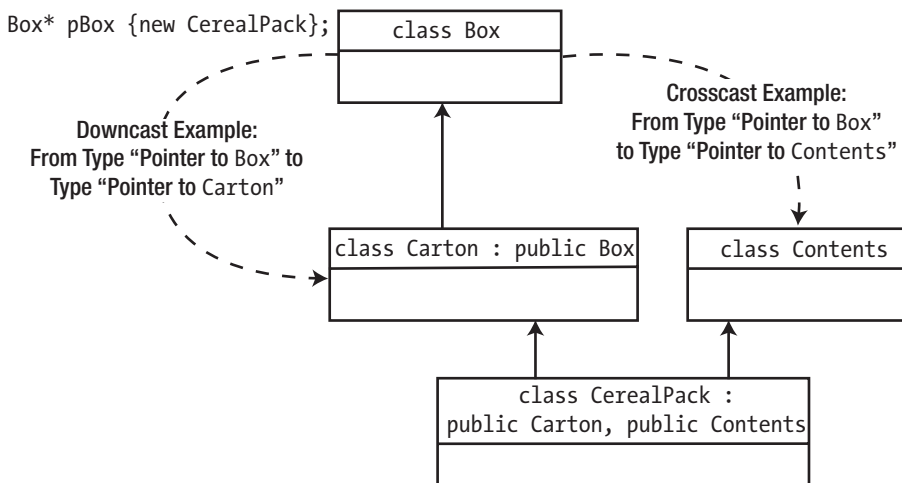 Box* pBox {new CerealPack};
class Box
Downcast Example:
From Type “Pointer to Box” to
Type “Pointer to Carton”
Crosscast Example:
From Type “Pointer to Box”
to Type “Pointer to Contents”
class Carton : public Box
class Contents
class CerealPack :
public Carton, public Contents